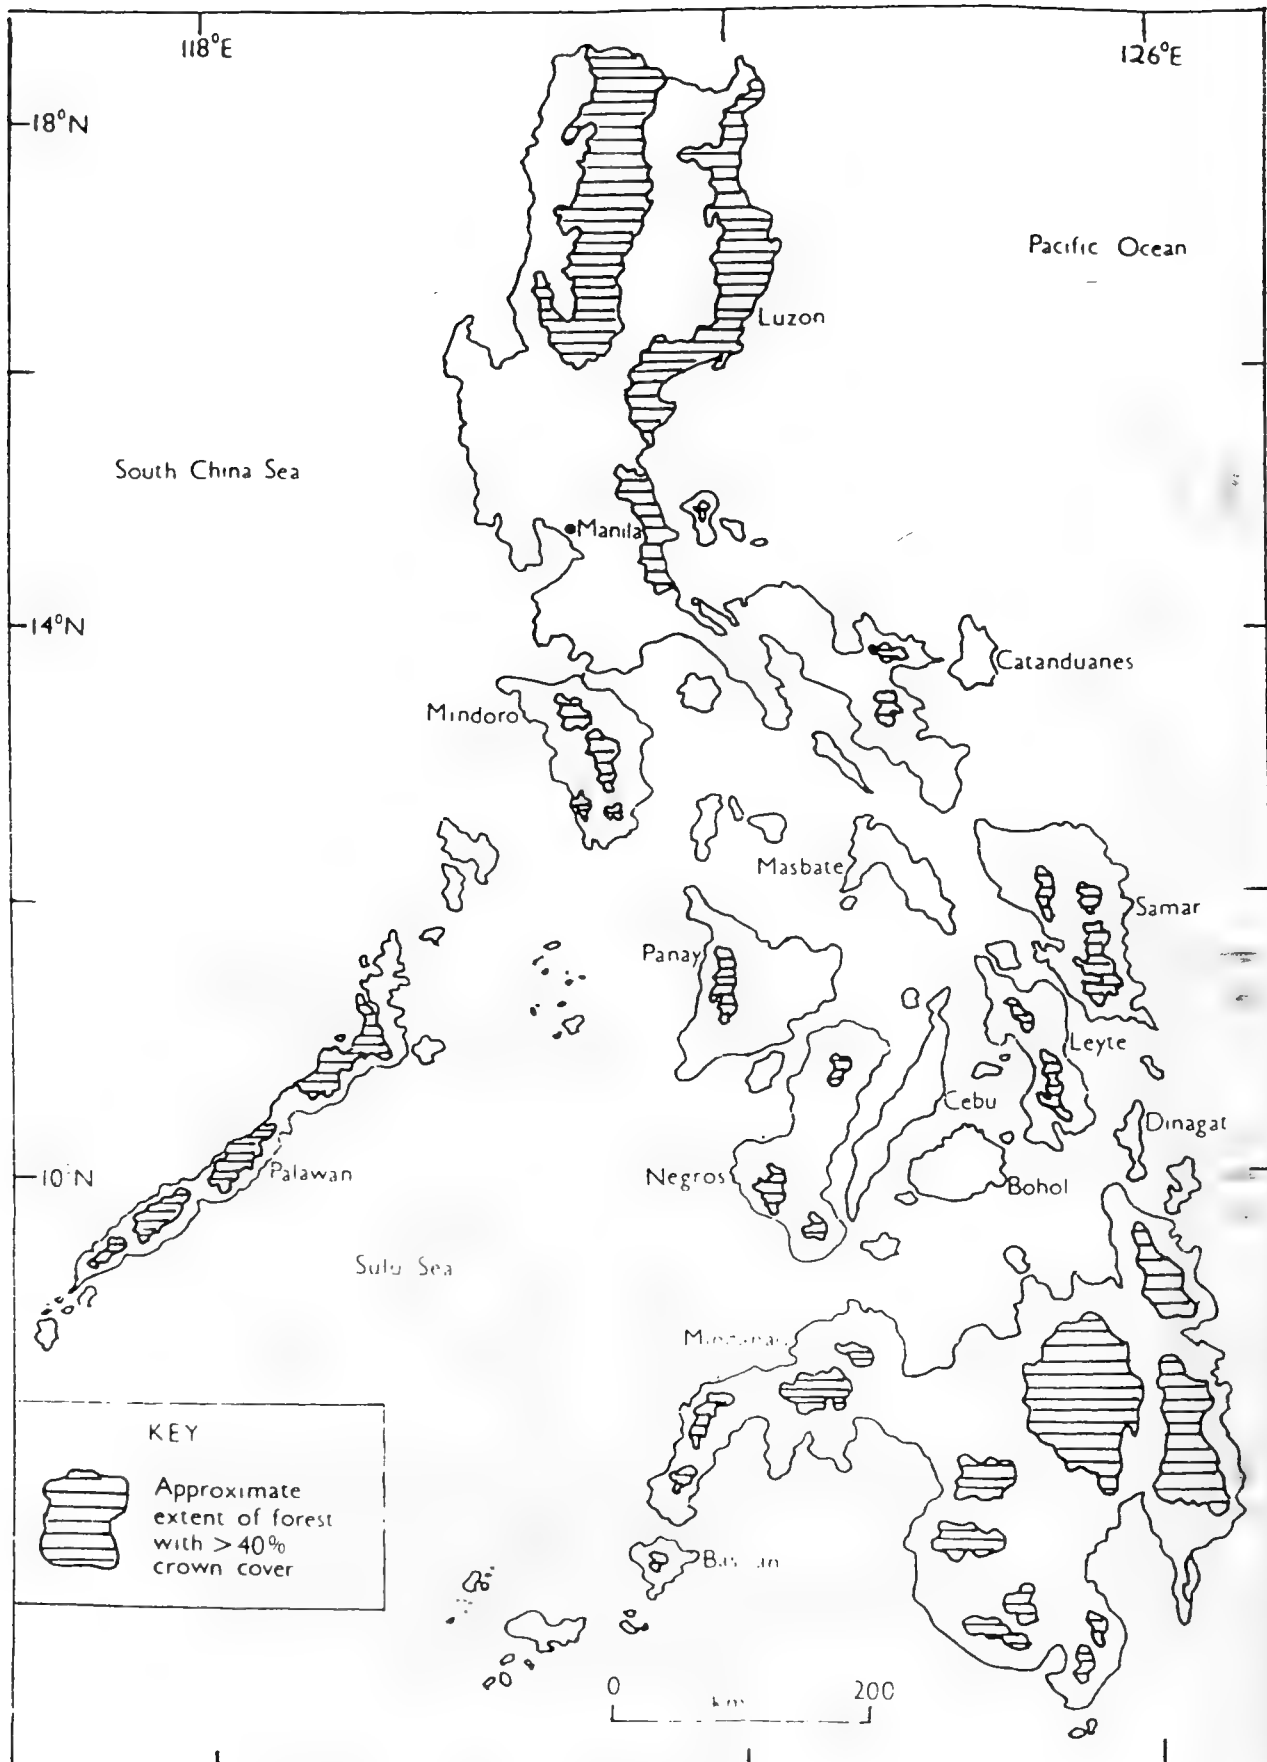 118°E
126°E
18°N
Pacific Ocean
Luzon
South China Sea
Manila
14°N
Catanduanes
Mindoro
Masbate
Samar
Panay
Leyte
Cebu
Dinagat
10°N
Palawan
Negros
Bohol
Sulu Sea
KEY
Approximate
extent of forest
with >40%
crown cover
0
km
200